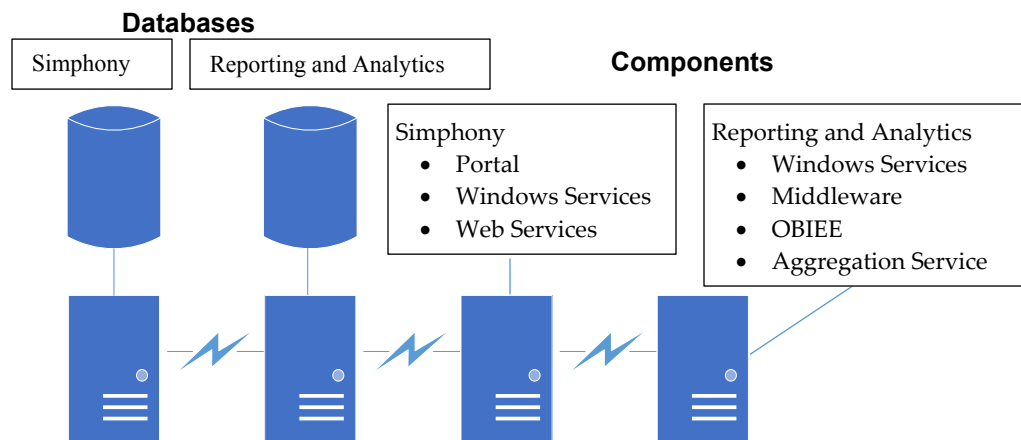 Databases
Simphony
Reporting and Analytics
Components
Simphony
• Portal
• Windows Services
• Web Services
Reporting and Analytics
• Windows Services
• Middleware
• OBIEE
• Aggregation Service